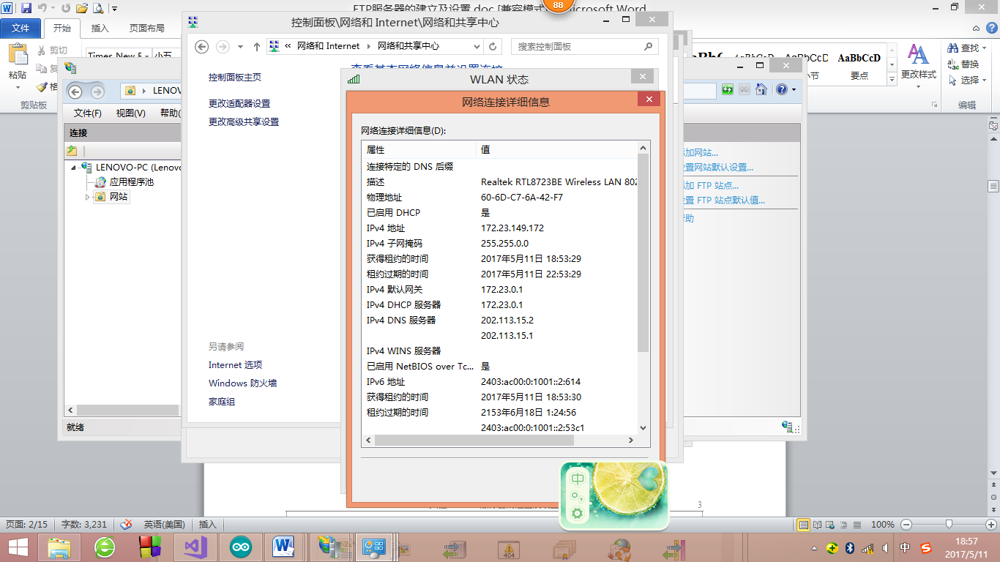 FTP服务器的建立及设置.doc [兼容模式
Microsoft Word
88
文件
开始
插入
页面布局
剪切
粘贴
剪贴板
Times New F
小五
AaBbCcD
要点
更改样式
查找
替换
选择
编辑
控制面板\网络和 Internet\网络和共享中心
网络和 Internet
网络和共享中心
搜索控制面板
控制面板主页
更改适配器设置
更改高级共享设置
另请参阅
Internet 选项
Windows 防火墙
家庭组
LENOV
文件(F)
视图(V)
帮助(
连接
LENOVO-PC (Lenov
应用程序池
网站
就绪
置网站默认设置...
FTP 站点...
置 FTP 站点默认值...
WLAN 状态
网络连接详细信息
网络连接详细信息(D):
属性 值
连接特定的 DNS 后缀
描述 Realtek RTL8723BE Wireless LAN 802
物理地址 60-6D-C7-6A-42-F7
已启用 DHCP 是
IPv4 地址 172.23.149.172
IPv4 子网掩码 255.255.0.0
获得租约的时间 2017年5月11日 18:53:29
租约过期的时间 2017年5月11日 22:53:29
IPv4 默认网关 172.23.0.1
IPv4 DHCP 服务器 172.23.0.1
IPv4 DNS 服务器 202.113.15.2
202.113.15.1
IPv4 WINS 服务器
已启用 NetBIOS over Tc... 是
IPv6 地址 2403:ac00:0:1001::2:614
获得租约的时间 2017年5月11日 18:53:30
租约过期的时间 2153年6月18日 1:24:56
2403:ac00:0:1001::2:53c1
中
3
页面: 2/15
字数: 3,231
英语(美国)
插入
100%
404
中
18:57
2017/5/11